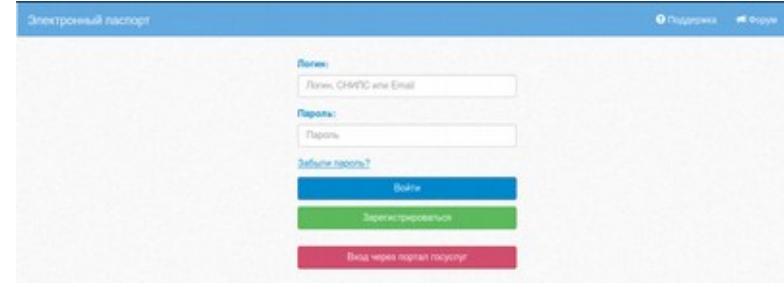 Электронный паспорт
Поддержка Форум
Логин:
Логин, СНИЛС или Email
Пароль:
Пароль
Забыли пароль?
Войти
Зарегистрироваться
Вход через портал госуслуг